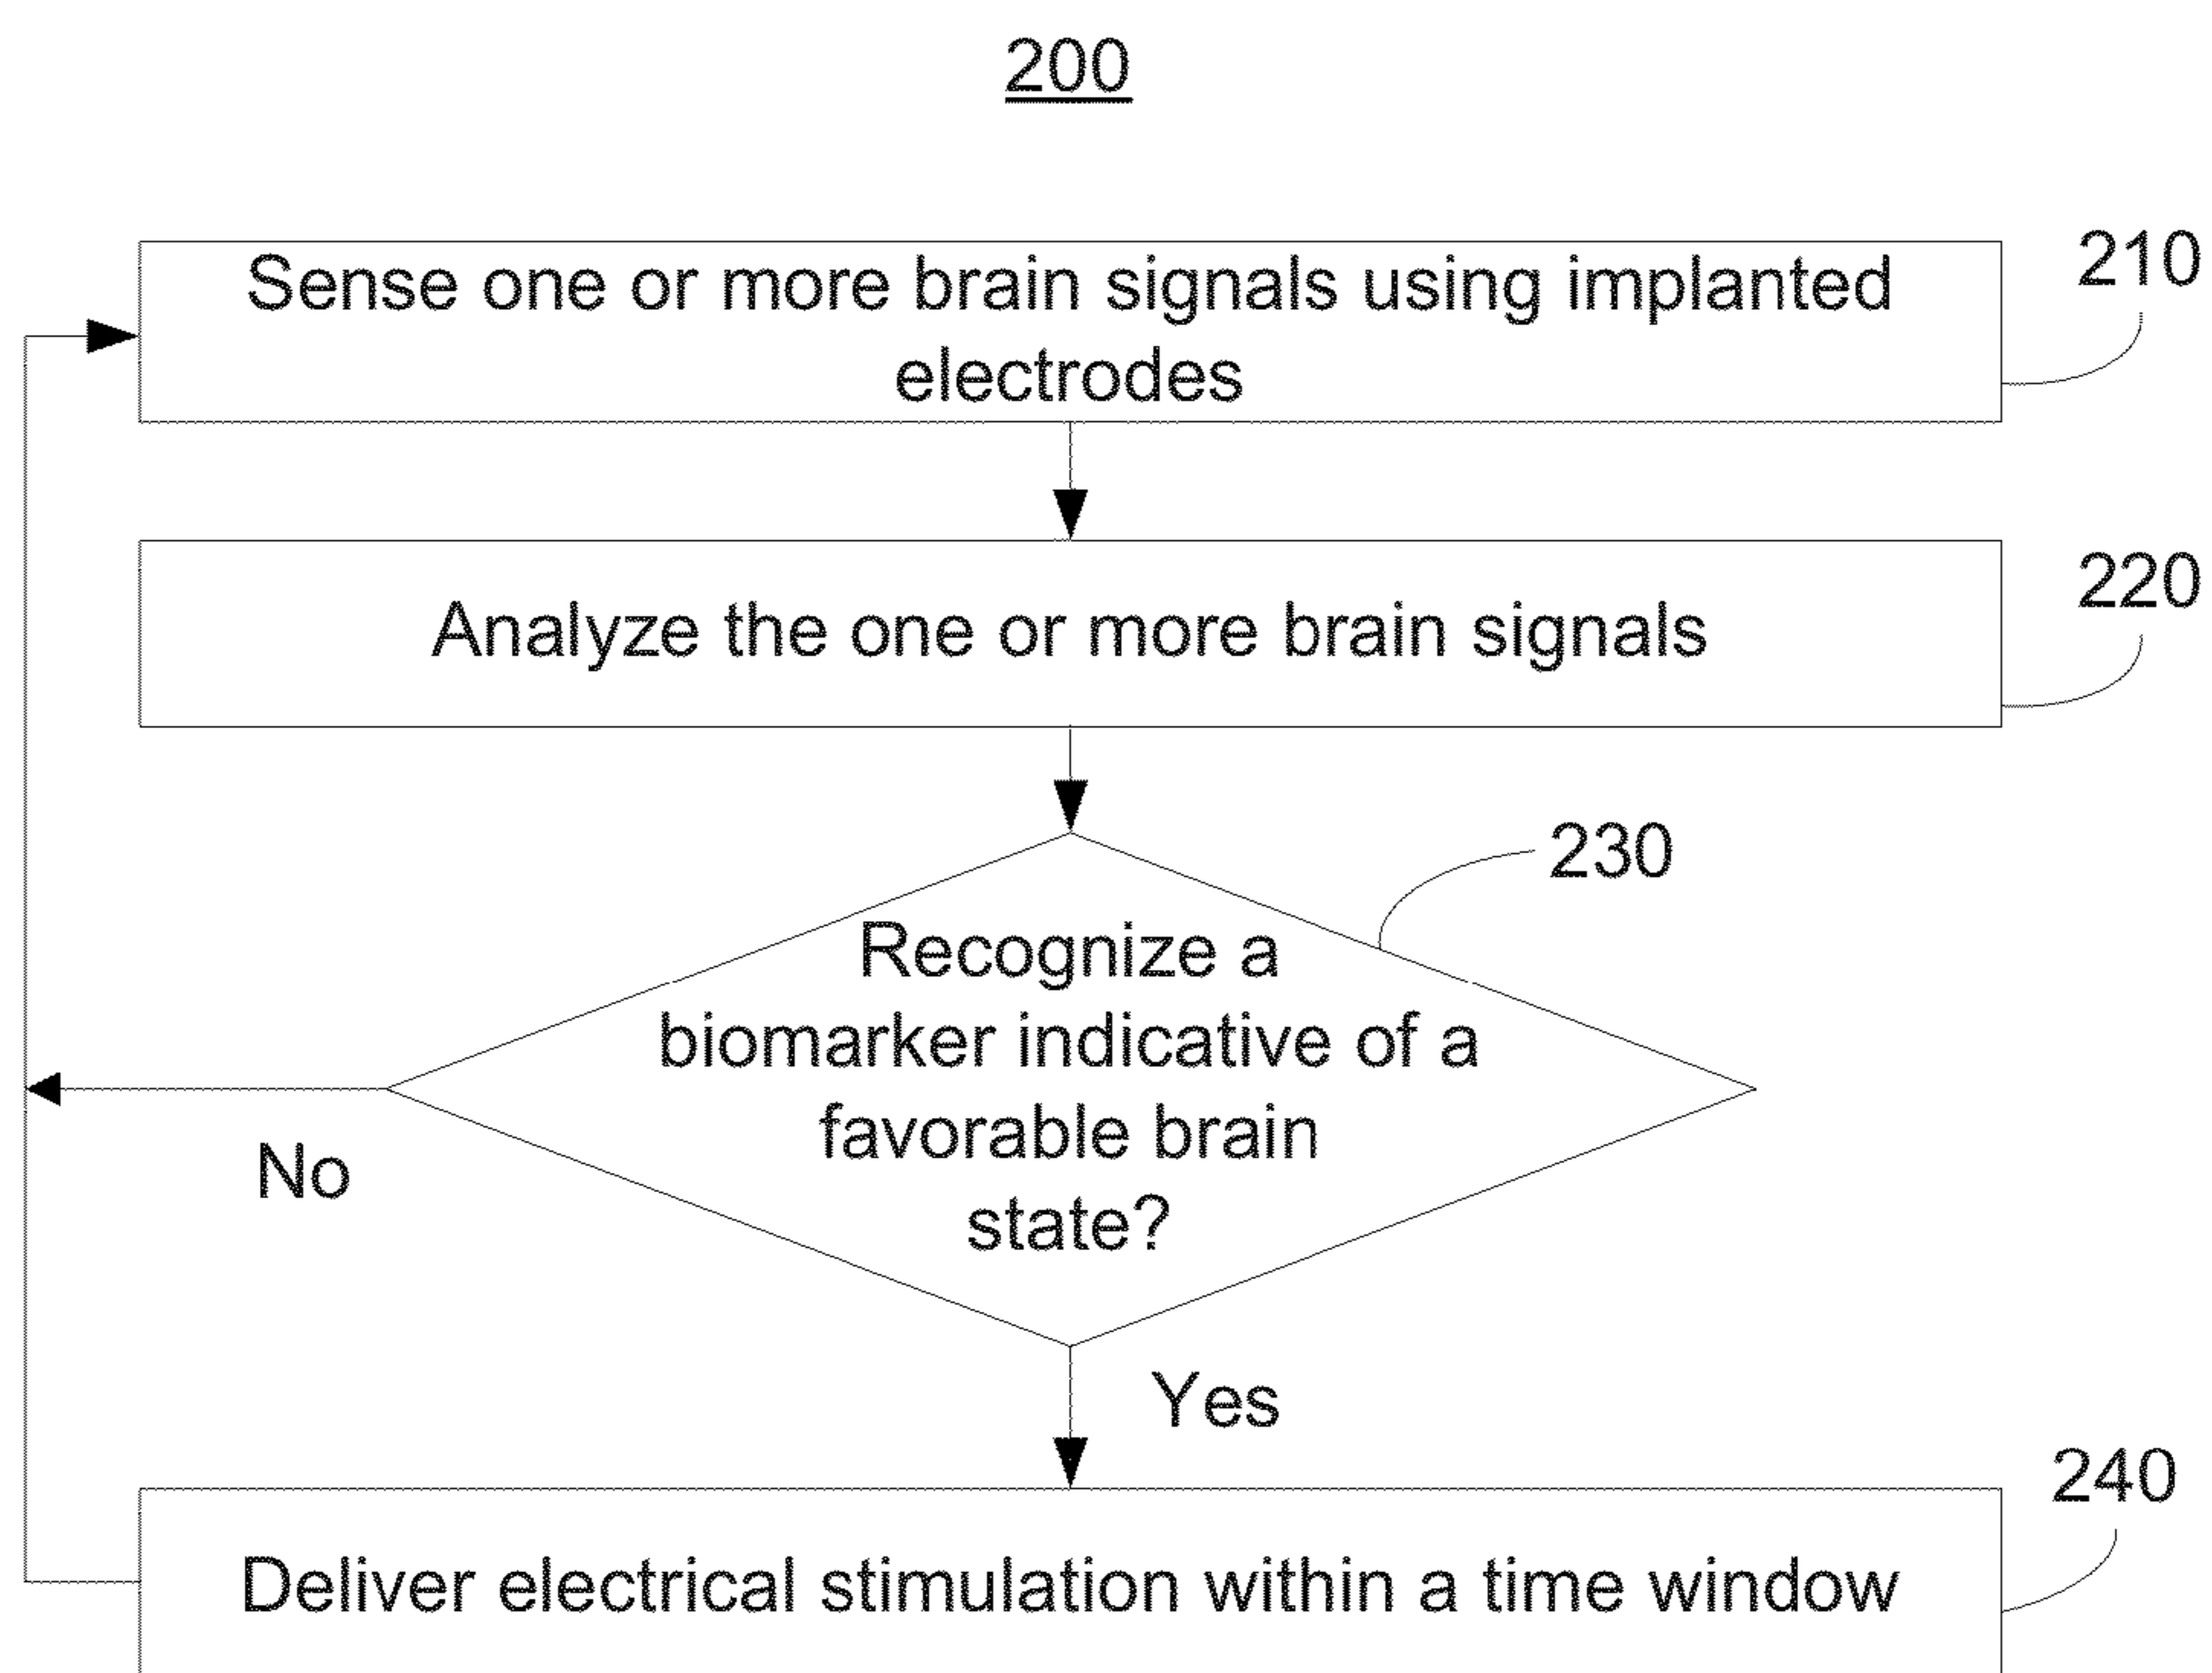 200
Sense one or more brain signals using implanted
electrodes
210
Analyze the one or more brain signals
220
230
Recognize a
biomarker indicative of a
favorable brain
state?
No
Yes
240
Deliver electrical stimulation within a time window